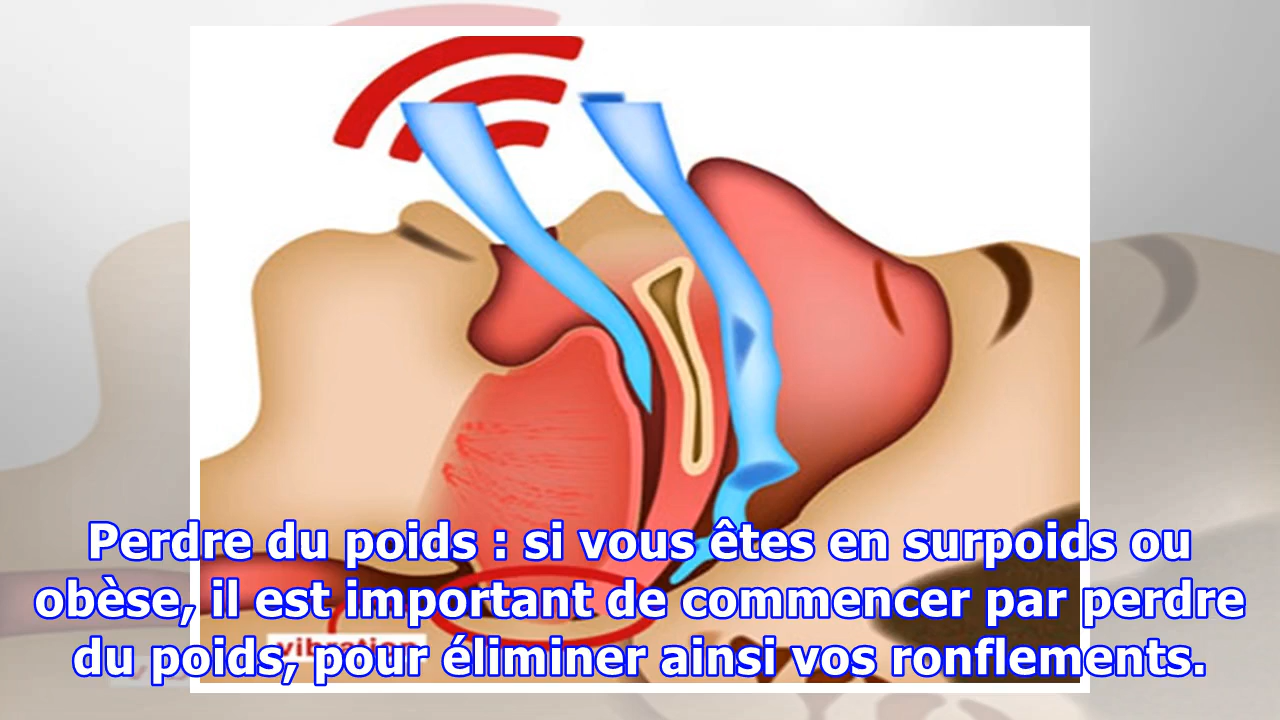 Perdre du poids : si vous êtes en surpoids ou
obèse, il est important de commencer par perdre
du poids, pour éliminer ainsi vos ronflements.
vibration